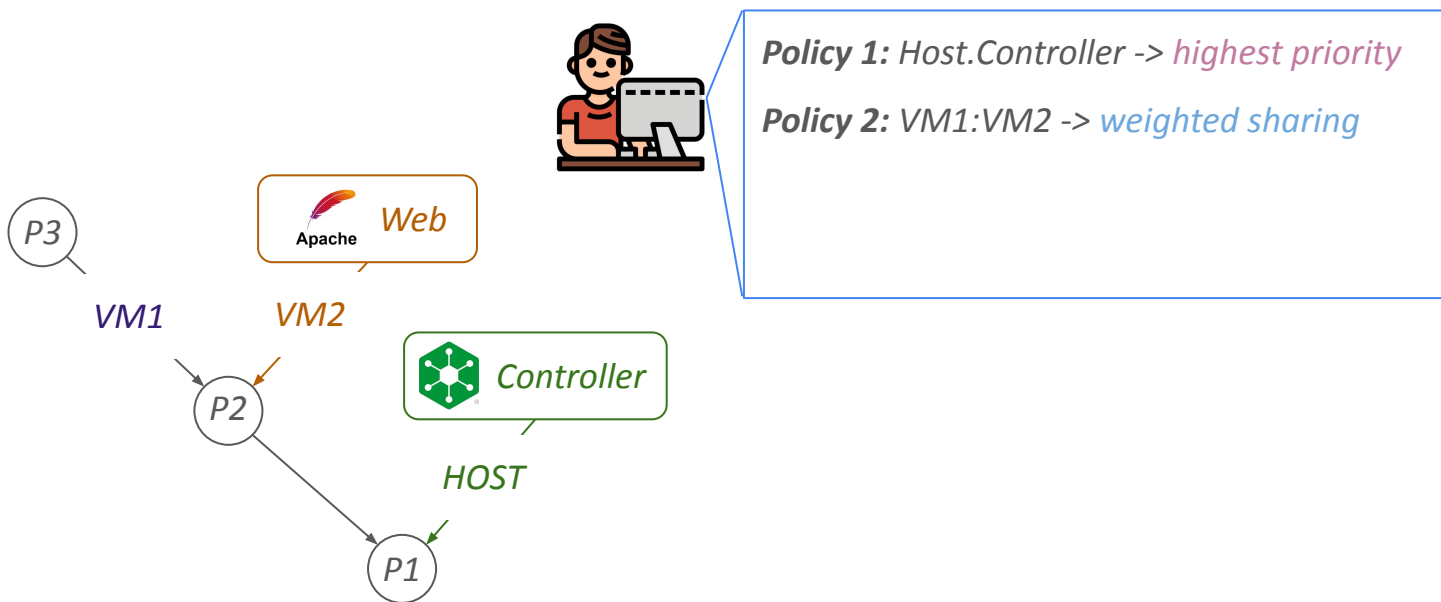 Policy 1: Host.Controller -> highest priority
Policy 2: VM1:VM2 -> weighted sharing
Apache
Web
P3
VM1
VM2
Controller
P2
HOST
P1